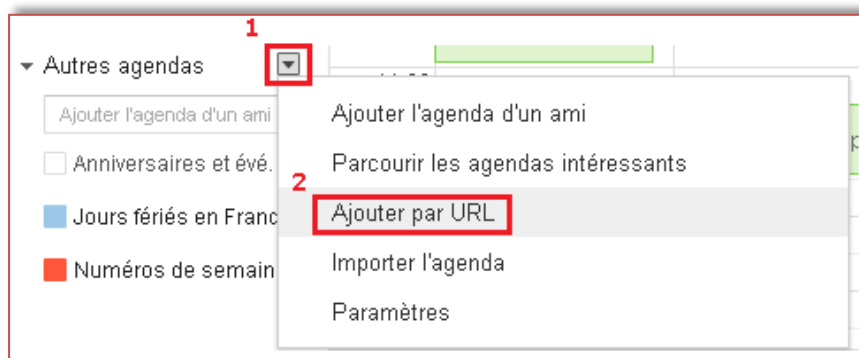 1
Autres agendas
Ajouter l'agenda d'un ami
Anniversaires et évé.
Jours fériés en Franc
Numéros de semain
Ajouter l'agenda d'un ami
Parcourir les agendas intéressants
2
Ajouter par URL
Importer l'agenda
Paramètres